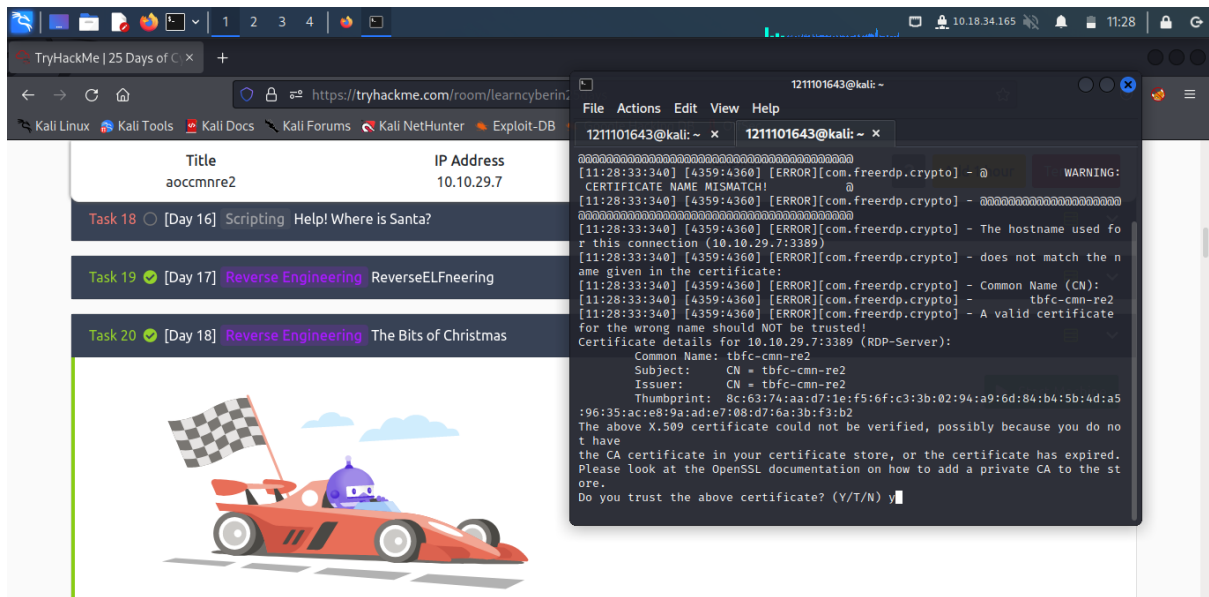 1 2 3 4
10.18.34.165
11:28
TryHackMe | 25 Days of C
https://tryhackme.com/room/learncyberin2
Kali Linux Kali Tools Kali Docs Kali Forums Kali NetHunter Exploit-DB
Title IP Address
aoccmnre2 10.10.29.7
Task 18 [Day 16] Scripting Help! Where is Santa?
Task 19 [Day 17] Reverse Engineering ReverseELFneering
Task 20 [Day 18] Reverse Engineering The Bits of Christmas
1211101643@kali: ~
File Actions Edit View Help
1211101643@kali: ~ × 1211101643@kali: ~ ×
@@@@@@@@@@@@@@@@@@@@@@@@@@@@@@@@@@@@@@@
[11:28:33:340] [4359:4360] [ERROR][com.freerdp.crypto] - @ WARNING:
CERTIFICATE NAME MISMATCH! @
[11:28:33:340] [4359:4360] [ERROR][com.freerdp.crypto] - @@@@@@@@@@@@@@@@@@@@
@@@@@@@@@@@@@@@@@@@@@@@@@@@@@@@@@@@@@@@
[11:28:33:340] [4359:4360] [ERROR][com.freerdp.crypto] - The hostname used fo
r this connection (10.10.29.7:3389)
[11:28:33:340] [4359:4360] [ERROR][com.freerdp.crypto] - does not match the n
ame given in the certificate:
[11:28:33:340] [4359:4360] [ERROR][com.freerdp.crypto] - Common Name (CN):
[11:28:33:340] [4359:4360] [ERROR][com.freerdp.crypto] - tbfc-cmn-re2
[11:28:33:340] [4359:4360] [ERROR][com.freerdp.crypto] - A valid certificate
for the wrong name should NOT be trusted!
Certificate details for 10.10.29.7:3389 (RDP-Server):
Common Name: tbfc-cmn-re2
Subject: CN = tbfc-cmn-re2
Issuer: CN = tbfc-cmn-re2
Thumbprint: 8c:63:74:aa:d7:1e:f5:6f:c3:3b:02:94:a9:6d:84:b4:5b:4d:a5
:96:35:ac:e8:9a:ad:e7:08:d7:6a:3b:f3:b2
The above X.509 certificate could not be verified, possibly because you do no
t have
the CA certificate in your certificate store, or the certificate has expired.
Please look at the OpenSSL documentation on how to add a private CA to the st
ore.
Do you trust the above certificate? (Y/T/N) y